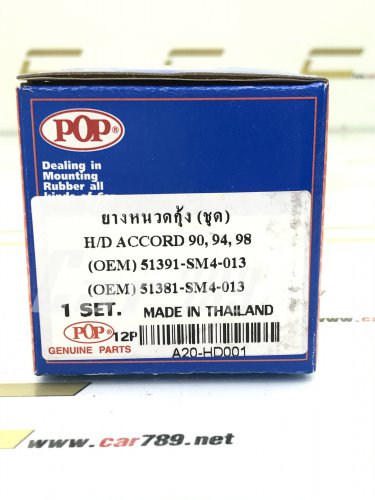 POP®
Dealing in
Mounting
Rubber all
kinds of
ยางหนวดกุ้ง (ชุด)
H/D ACCORD 90, 94, 98
(OEM) 51391-SM4-013
(OEM) 51381-SM4-013
1 SET. MADE IN THAILAND
POP® 12P
GENUINE PARTS A20-HD001
www.car789.net